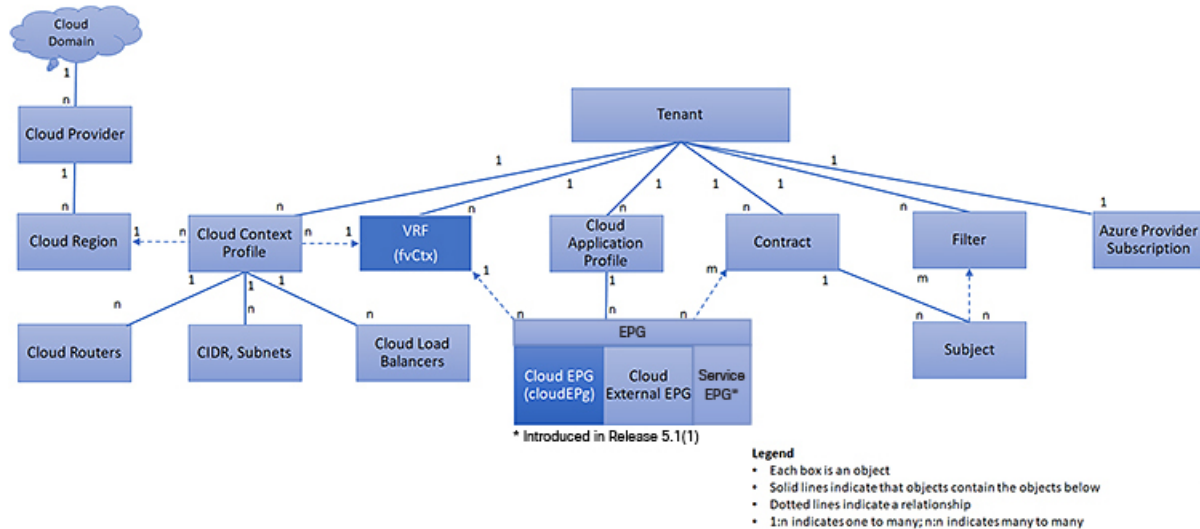 Cloud
Domain
1
n
Cloud Provider
1
n
Cloud Region
Tenant
1
1
1
1
1
1
1
n
n
n
n
n
Cloud Context
Profile
VRF
(fvCtx)
Cloud
Application
Profile
Contract
Filter
Azure Provider
Subscription
1
n
n
1
1
1
1
n
n
n
Cloud Routers
CIDR, Subnets
Cloud Load
Balancers
1
n
1
n
m
n
1
n
m
n
EPG
Cloud EPG
(cloudEPg)
Cloud
External EPG
Service
EPG*
Subject
* Introduced in Release 5.1(1)
Legend
• Each box is an object
• Solid lines indicate that objects contain the objects below
• Dotted lines indicate a relationship
• 1:n indicates one to many; n:n indicates many to many